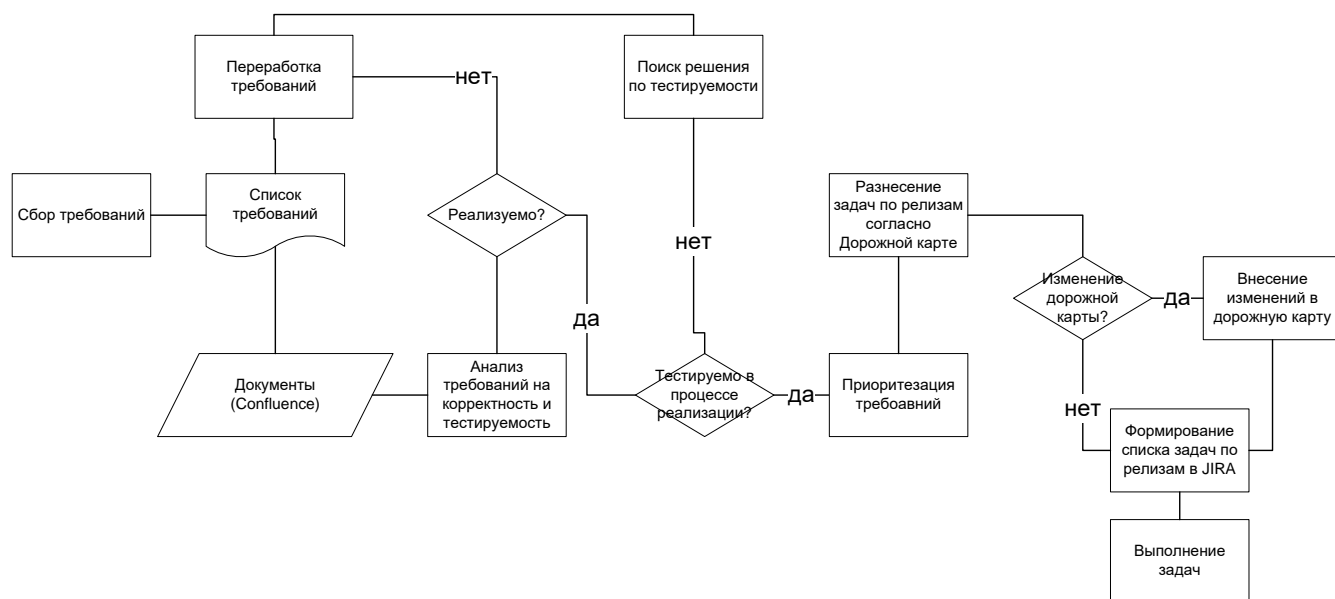 Переработка
требований
нет
Поиск решения
по тестируемости
Сбор требований
Список
требований
Реализуемо?
нет
Разнесение
задач по релизам
согласно
Дорожной карте
Изменение
дорожной
карты?
да
Внесение
изменений в
дорожную карту
да
Документы
(Confluence)
Анализ
требований на
корректность и
тестируемость
Тестируемо в
процессе
реализации?
да
Приоритезация
требоавний
нет
Формирование
списка задач по
релизам в JIRA
Выполнение
задач